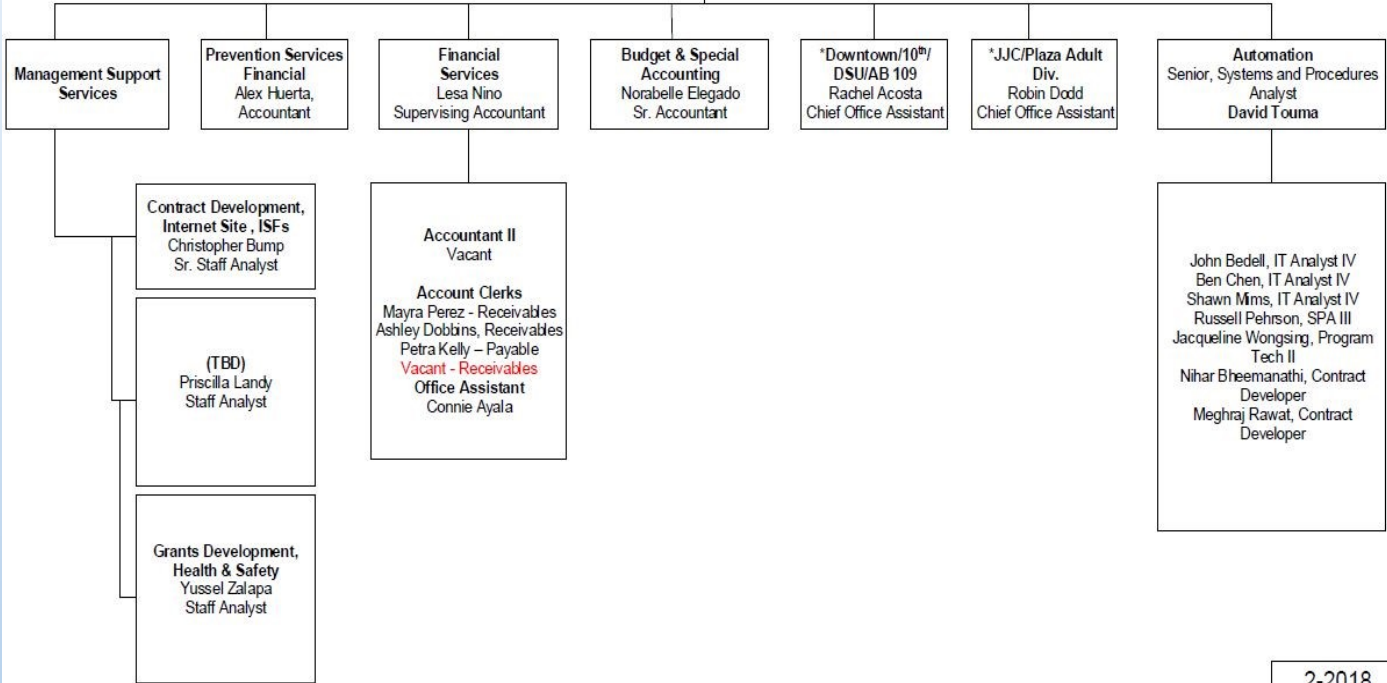 Management Support
Services
Prevention Services
Financial
Alex Huerta,
Accountant
Financial
Services
Lesa Nino
Supervising Accountant
Budget & Special
Accounting
Norabelle Elegado
Sr. Accountant
*Downtown/10th/
DSU/AB 109
Rachel Acosta
Chief Office Assistant
*JJC/Plaza Adult
Div.
Robin Dodd
Chief Office Assistant
Automation
Senior, Systems and Procedures
Analyst
David Touma
Contract Development,
Internet Site , ISFs
Christopher Bump
Sr. Staff Analyst
(TBD)
Priscilla Landy
Staff Analyst
Grants Development,
Health & Safety
Yussel Zalapa
Staff Analyst
Accountant II
Vacant
Account Clerks
Mayra Perez - Receivables
Ashley Dobbins, Receivables
Petra Kelly – Payable
Vacant - Receivables
Office Assistant
Connie Ayala
John Bedell, IT Analyst IV
Ben Chen, IT Analyst IV
Shawn Mims, IT Analyst IV
Russell Pehrson, SPA III
Jacqueline Wongsing, Program
Tech II
Nihar Bheemanathi, Contract
Developer
Meghraj Rawat, Contract
Developer
2-2018